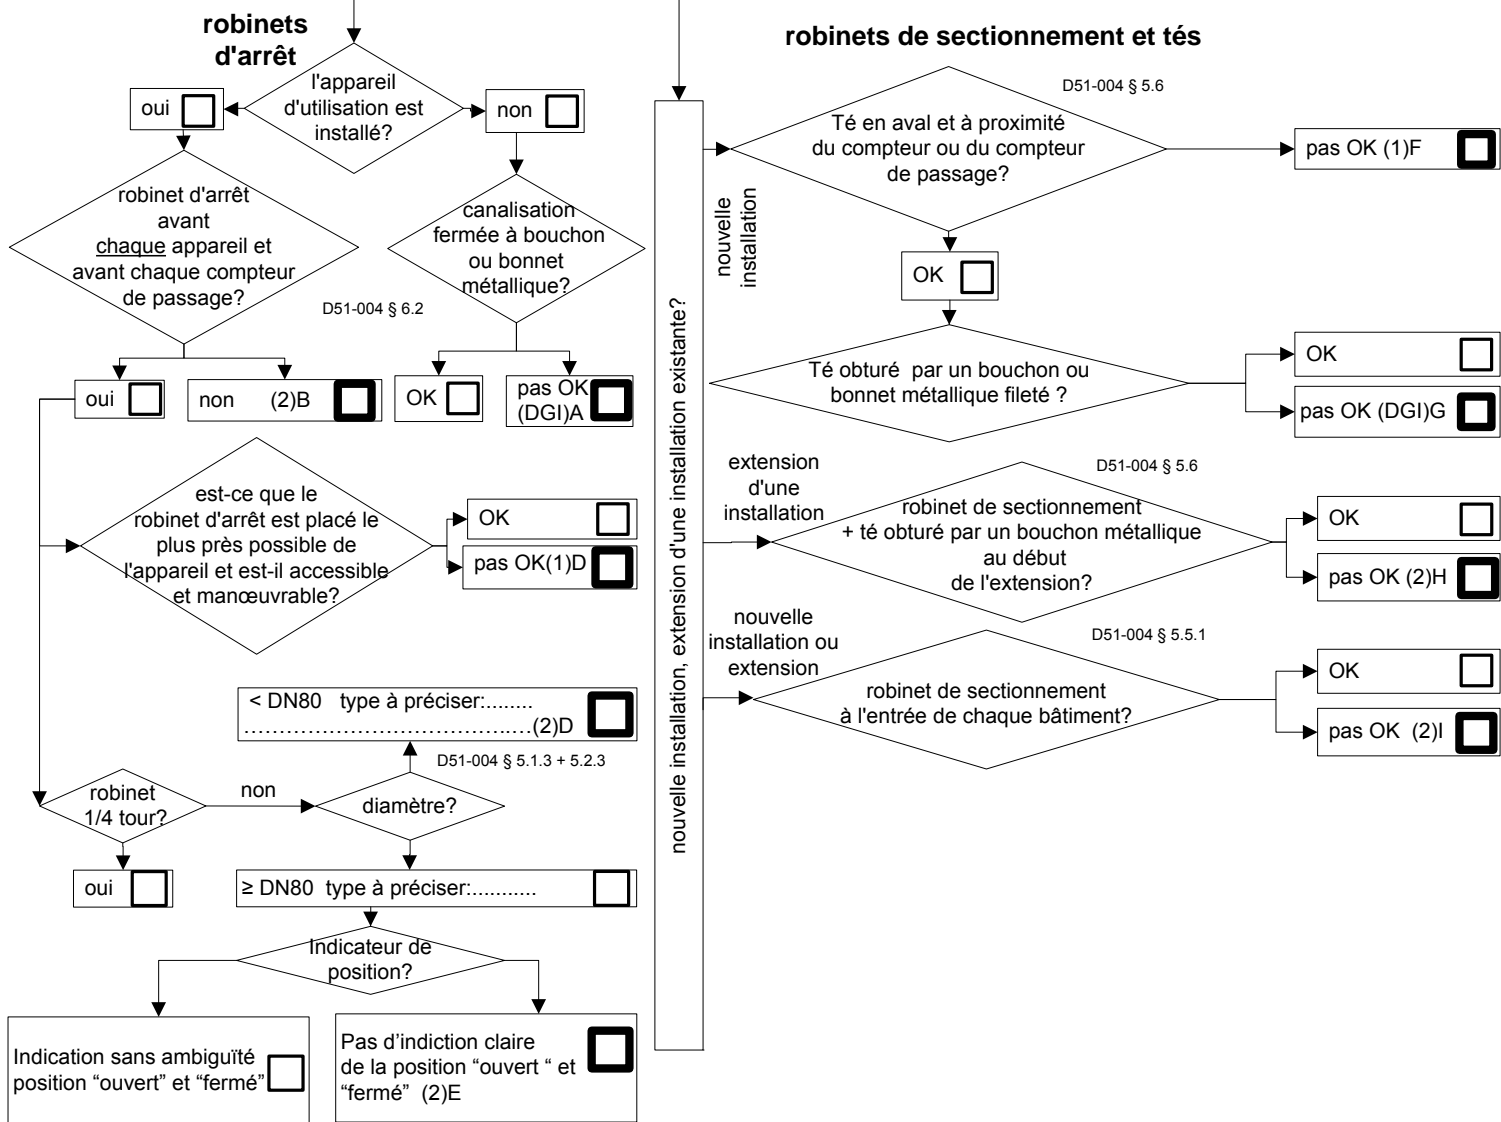 robinets
d'arrêt
l'appareil
d'utilisation est
installé?
oui
non
robinet d'arrêt
avant
chaque appareil et
avant chaque compteur
de passage?
canalisation
fermée à bouchon
ou bonnet
métallique?
D51-004 § 6.2
oui
non (2)B
OK
pas OK
(DGI)A
est-ce que le
robinet d'arrêt est placé le
plus près possible de
l'appareil et est-il accessible
et manœuvrable?
OK
pas OK(1)D
< DN80 type à préciser:........
.........................................(2)D
D51-004 § 5.1.3 + 5.2.3
robinet
1/4 tour?
non
diamètre?
oui
≥ DN80 type à préciser:...........
Indicateur de
position?
Indication sans ambiguïté
position “ouvert” et “fermé”
Pas d’indiction claire
de la position “ouvert “ et
“fermé” (2)E
nouvelle installation, extension d'une installation existante?
robinets de sectionnement et tés
D51-004 § 5.6
Té en aval et à proximité
du compteur ou du compteur
de passage?
pas OK (1)F
nouvelle
installation
OK
Té obturé par un bouchon ou
bonnet métallique fileté ?
OK
pas OK (DGI)G
extension
d'une
installation
D51-004 § 5.6
robinet de sectionnement
+ té obturé par un bouchon métallique
au début
de l'extension?
OK
pas OK (2)H
nouvelle
installation ou
extension
D51-004 § 5.5.1
robinet de sectionnement
à l'entrée de chaque bâtiment?
OK
pas OK (2)I